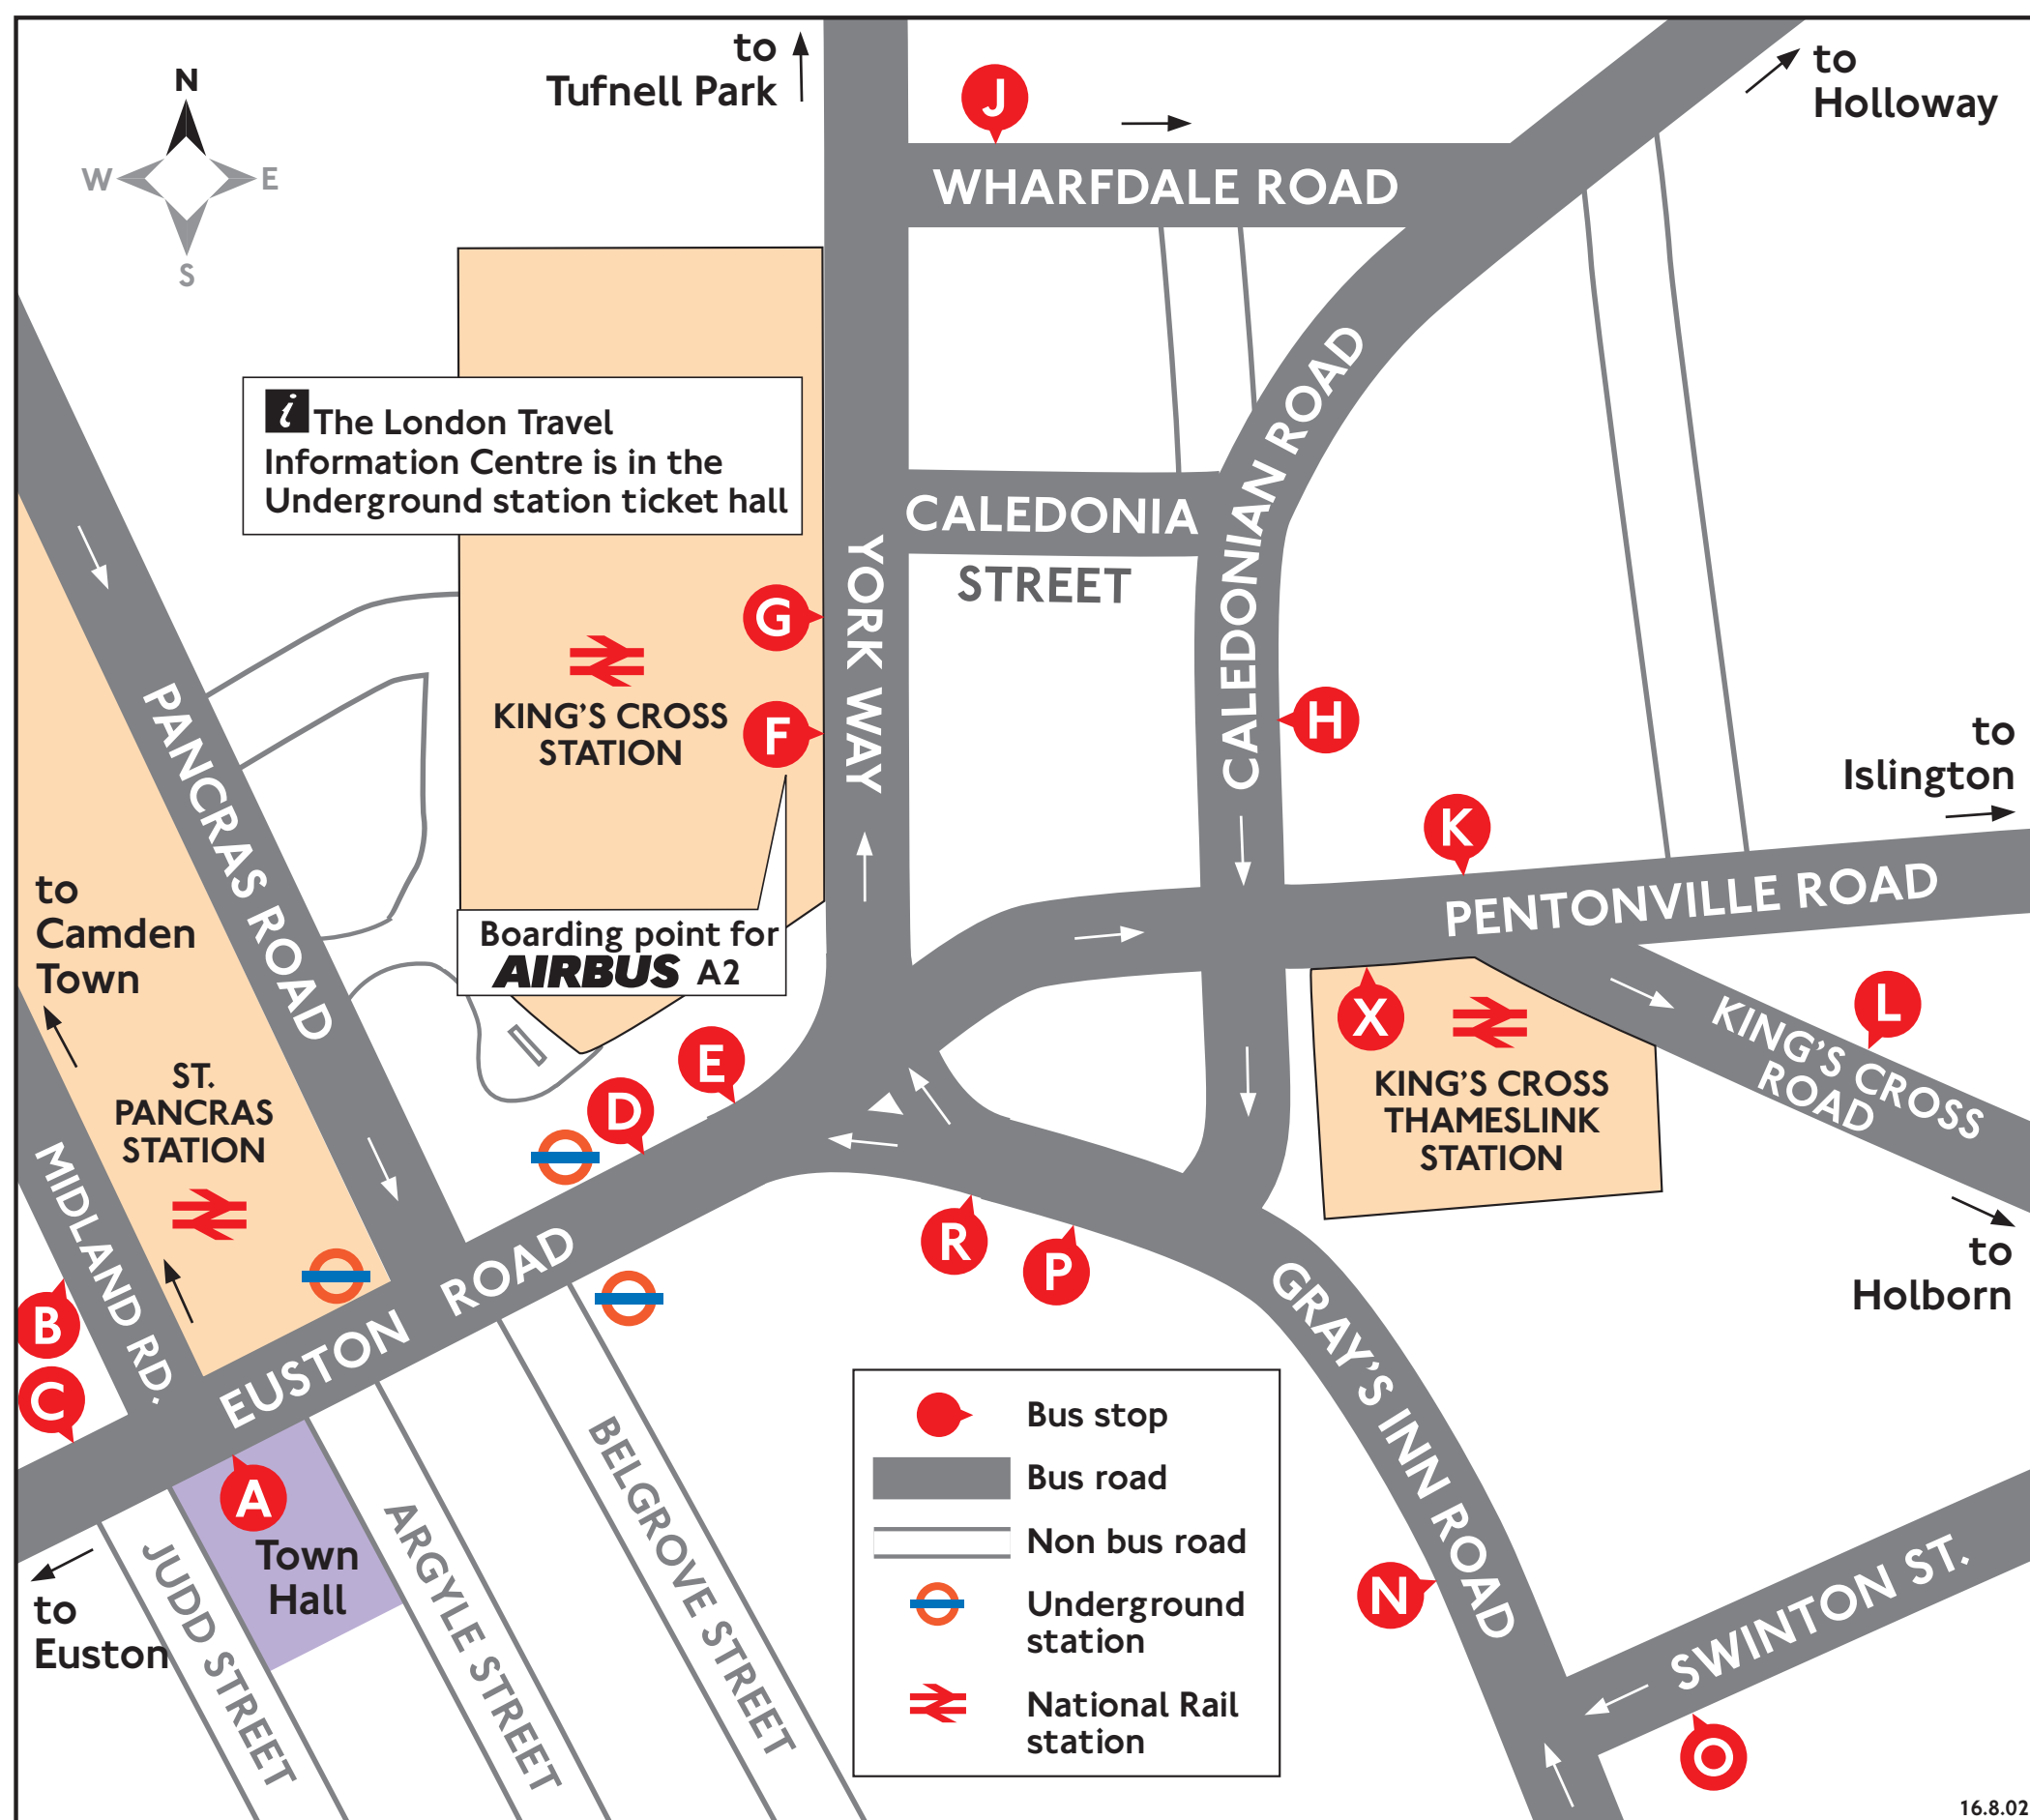 to
Tufnell Park
N
W
E
S
J
to
Holloway
WHARFDALE ROAD
i The London Travel
Information Centre is in the
Underground station ticket hall
CALEDONIA
STREET
YORK WAY
CALEDONIAN ROAD
G
F
H
KING'S CROSS
STATION
PANCRAS ROAD
to
Islington
K
PENTONVILLE ROAD
to
Camden
Town
Boarding point for
AIRBUS A2
X
L
KING'S CROSS
ROAD
E
D
ST.
PANCRAS
STATION
KING'S CROSS
THAMESLINK
STATION
MIDLAND RD.
R
P
to
Holborn
B
C
EUSTON ROAD
GRAY'S INN ROAD
A
Town
Hall
to
Euston
JUDD STREET
ARGYLE STREET
BELGROVE STREET
Bus stop
Bus road
Non bus road
Underground
station
National Rail
station
N
SWINTON ST.
O
16.8.02